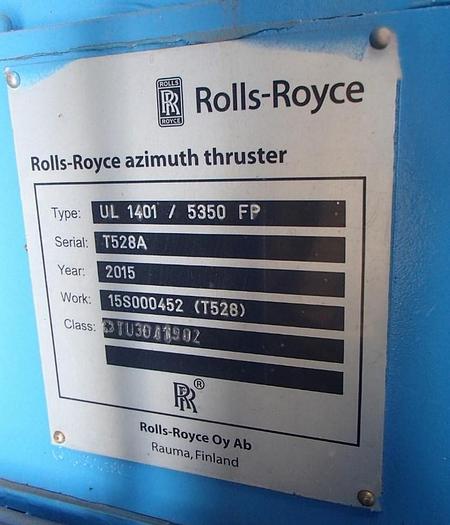 ROLLS
RR
ROYCE
Rolls-Royce
Rolls-Royce azimuth thruster
Type: UL 1401 / 5350 FP
Serial: T528A
Year: 2015
Work: 15S000452 (T528)
Class:
RR®
Rolls-Royce Oy Ab
Rauma, Finland